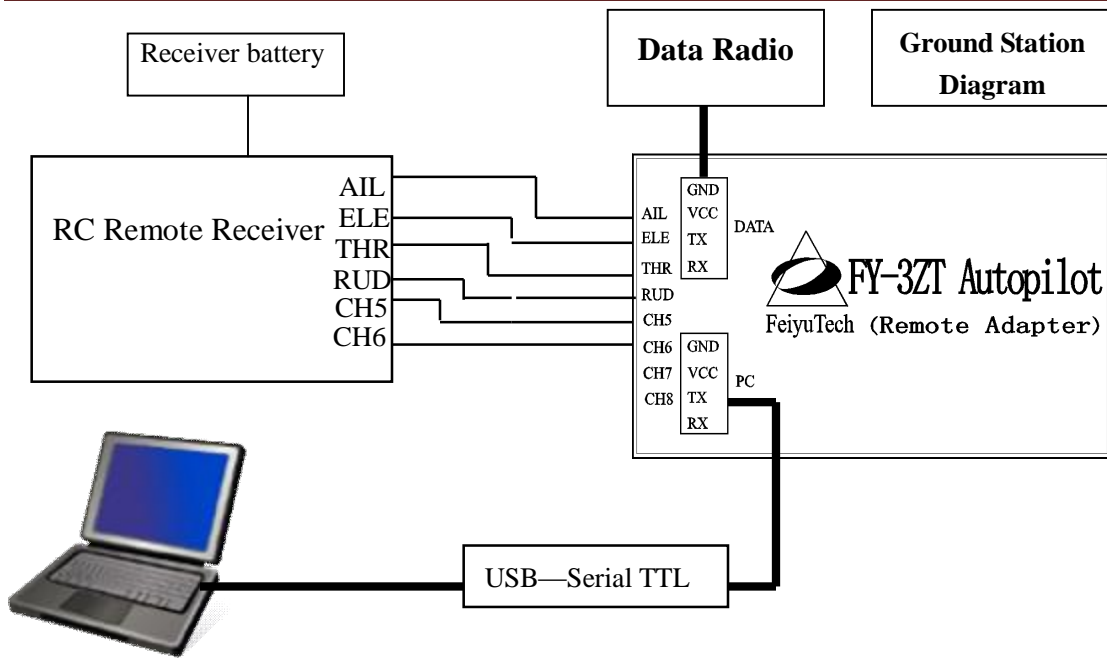 Receiver battery
Data Radio
Ground Station
Diagram
RC Remote Receiver
AIL
ELE
THR
RUD
CH5
CH6
AIL
ELE
THR
RUD
CH5
CH6
CH7
CH8
GND
VCC
TX
RX
DATA
GND
VCC
TX
RX
PC
FY-3ZT Autopilot
FeiyuTech (Remote Adapter)
USB—Serial TTL